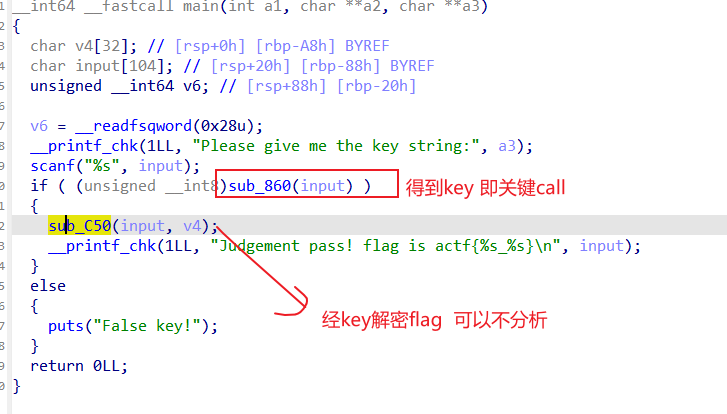 __int64 __fastcall main(int a1, char **a2, char **a3)
{
char v4[32]; // [rsp+0h] [rbp-A8h] BYREF
char input[104]; // [rsp+20h] [rbp-88h] BYREF
unsigned __int64 v6; // [rsp+88h] [rbp-20h]
v6 = __readfsqword(0x28u);
__printf_chk(1LL, "Please give me the key string:", a3);
scanf("%s", input);
if ( (unsigned __int8)sub_860(input) ) 得到key 即关键call
{
sub_C50(input, v4);
__printf_chk(1LL, "Judgement pass! flag is actf{%s_%s}\n", input);
}
else
{
puts("False key!");
}
经key解密flag 可以不分析
return 0LL;
}